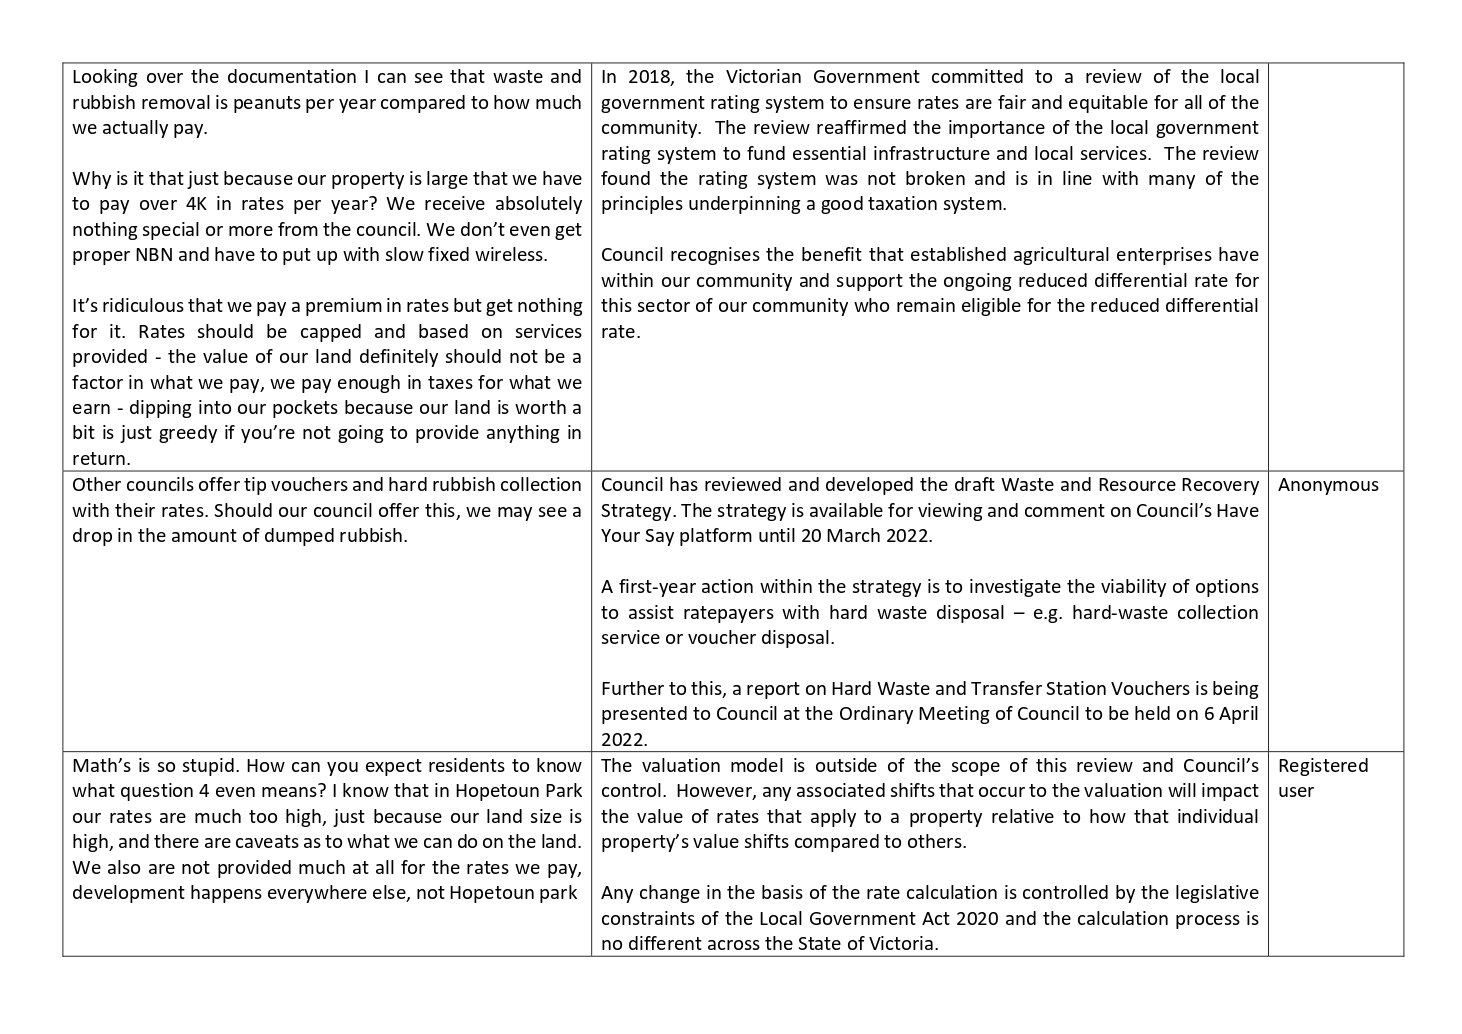 Looking over the documentation I can see that waste and
rubbish removal is peanuts per year compared to how much
we actually pay.
Why is it that just because our property is large that we have
to pay over 4K in rates per year? We receive absolutely
nothing special or more from the council. We don’t even get
proper NBN and have to put up with slow fixed wireless.
It’s ridiculous that we pay a premium in rates but get nothing
for it. Rates should be capped and based on services
provided - the value of our land definitely should not be a
factor in what we pay, we pay enough in taxes for what we
earn - dipping into our pockets because our land is worth a
bit is just greedy if you’re not going to provide anything in
return.
In 2018, the Victorian Government committed to a review of the local
government rating system to ensure rates are fair and equitable for all of the
community.  The review reaffirmed the importance of the local government
rating system to fund essential infrastructure and local services.  The review
found the rating system was not broken and is in line with many of the
principles underpinning a good taxation system.
Council recognises the benefit that established agricultural enterprises have
within our community and support the ongoing reduced differential rate for
this sector of our community who remain eligible for the reduced differential
rate.
Other councils offer tip vouchers and hard rubbish collection
with their rates. Should our council offer this, we may see a
drop in the amount of dumped rubbish.
Council has reviewed and developed the draft Waste and Resource Recovery
Strategy. The strategy is available for viewing and comment on Council’s Have
Your Say platform until 20 March 2022.
A first-year action within the strategy is to investigate the viability of options
to assist ratepayers with hard waste disposal – e.g. hard-waste collection
service or voucher disposal.
Further to this, a report on Hard Waste and Transfer Station Vouchers is being
presented to Council at the Ordinary Meeting of Council to be held on 6 April
2022.
Anonymous
Math’s is so stupid. How can you expect residents to know
what question 4 even means? I know that in Hopetoun Park
our rates are much too high, just because our land size is
high, and there are caveats as to what we can do on the land.
We also are not provided much at all for the rates we pay,
development happens everywhere else, not Hopetoun park
The valuation model is outside of the scope of this review and Council’s
control.  However, any associated shifts that occur to the valuation will impact
the value of rates that apply to a property relative to how that individual
property’s value shifts compared to others.
Any change in the basis of the rate calculation is controlled by the legislative
constraints of the Local Government Act 2020 and the calculation process is
no different across the State of Victoria.
Registered
user